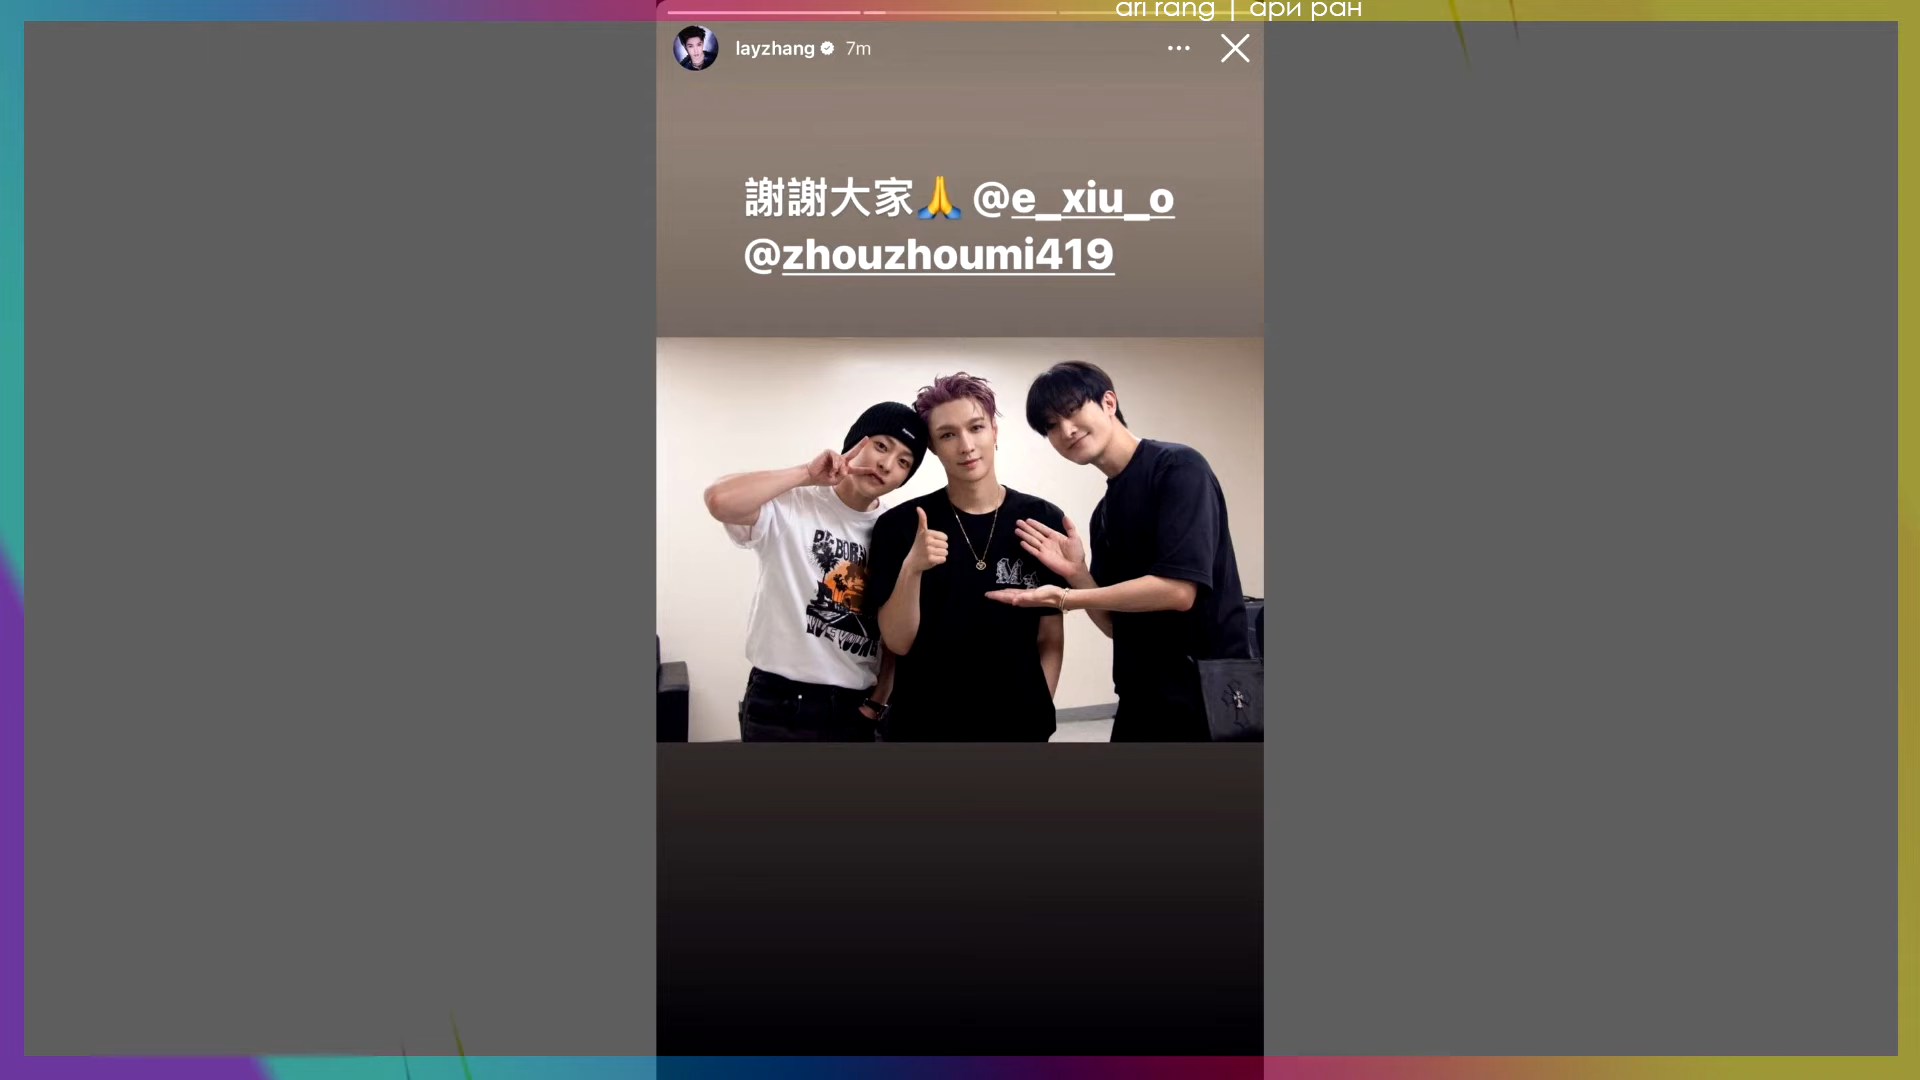 ari rang | ари ран
layzhang 7m
謝謝大家🙏 @e_xiu_o
@zhouzhoumi419